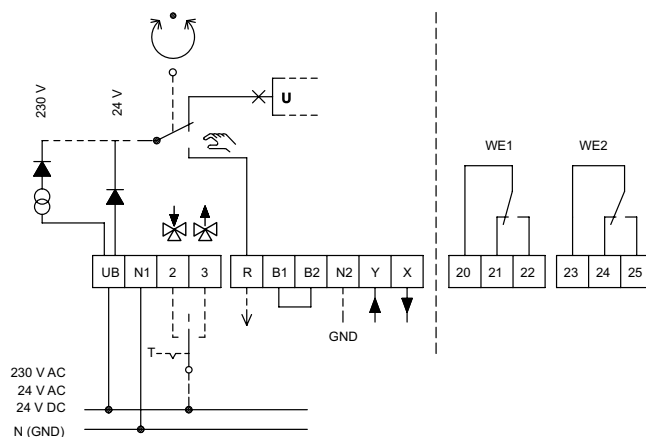 230 V
24 V
U
WE1
WE2
UB N1 2 3 R B1 B2 N2 Y X
20 21 22 23 24 25
GND
T
230 V AC
24 V AC
24 V DC
N (GND)